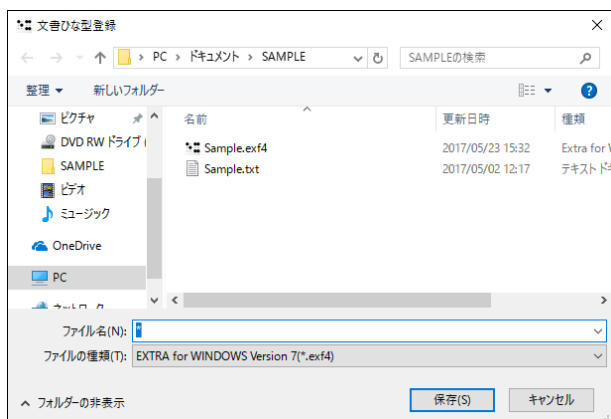 文書ひな型登録
PC › ドキュメント › SAMPLE
SAMPLEの検索
整理 新しいフォルダー
名前 更新日時 種類
ピクチャ
DVD RW ドライブ (
SAMPLE
ビデオ
ミュージック
OneDrive
PC
ネットワーク
Sample.exf4 2017/05/23 15:32 Extra for W
Sample.txt 2017/05/02 12:17 テキスト ド
ファイル名(N): *
ファイルの種類(T): EXTRA for WINDOWS Version 7(*.exf4)
フォルダーの非表示 保存(S) キャンセル